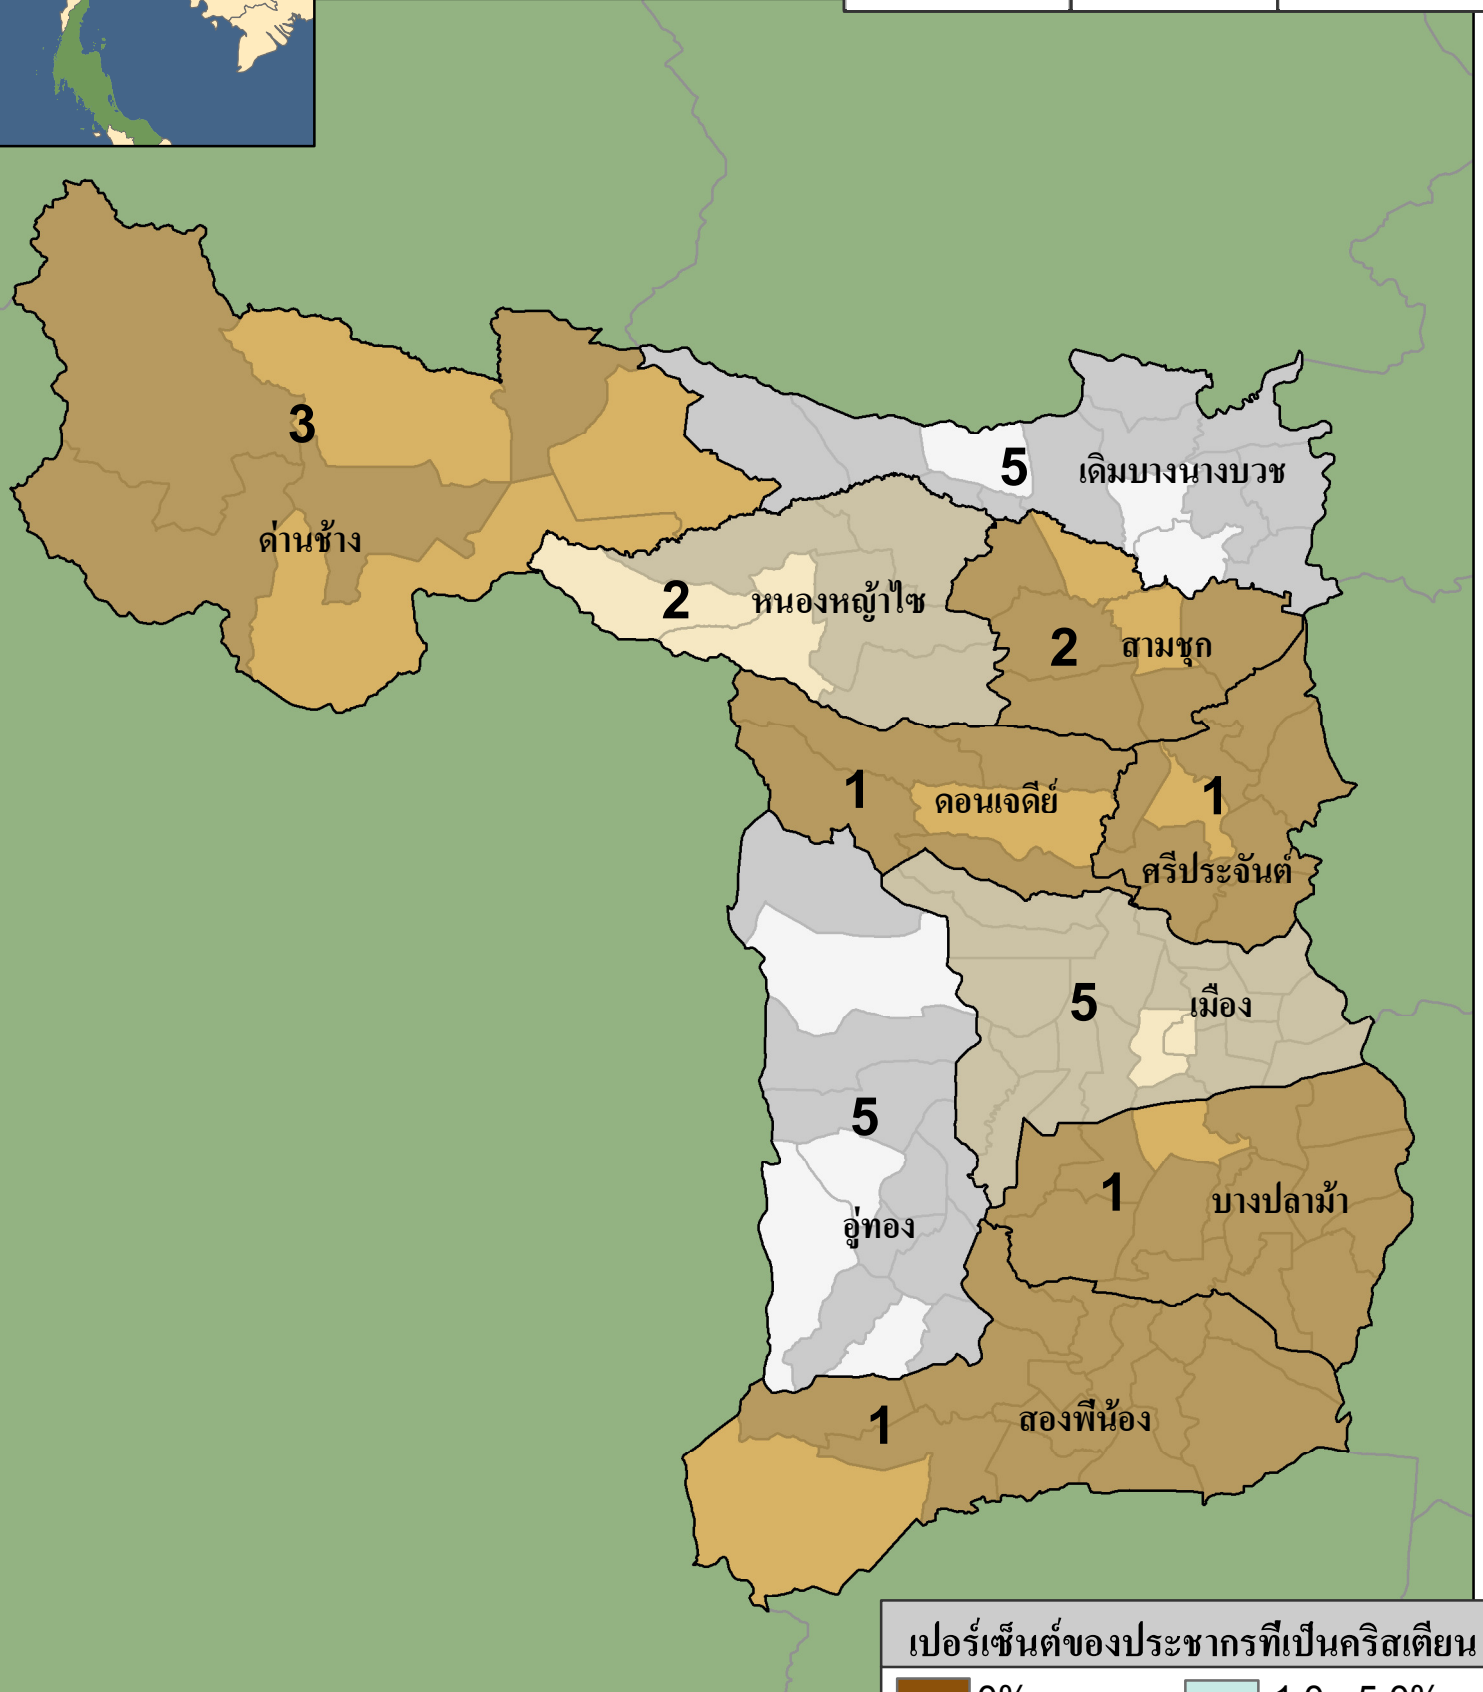 3
ด่านช้าง
5
เดิมบางนางบวช
2
หนองหญ้าไซ
2
สามชุก
1
ดอนเจดีย์
1
ศรีประจันต์
5
เมือง
5
อู่ทอง
1
บางปลาม้า
1
สองพี่น้อง
เปอร์เซ็นต์ของประชากรที่เป็นคริสเตียน